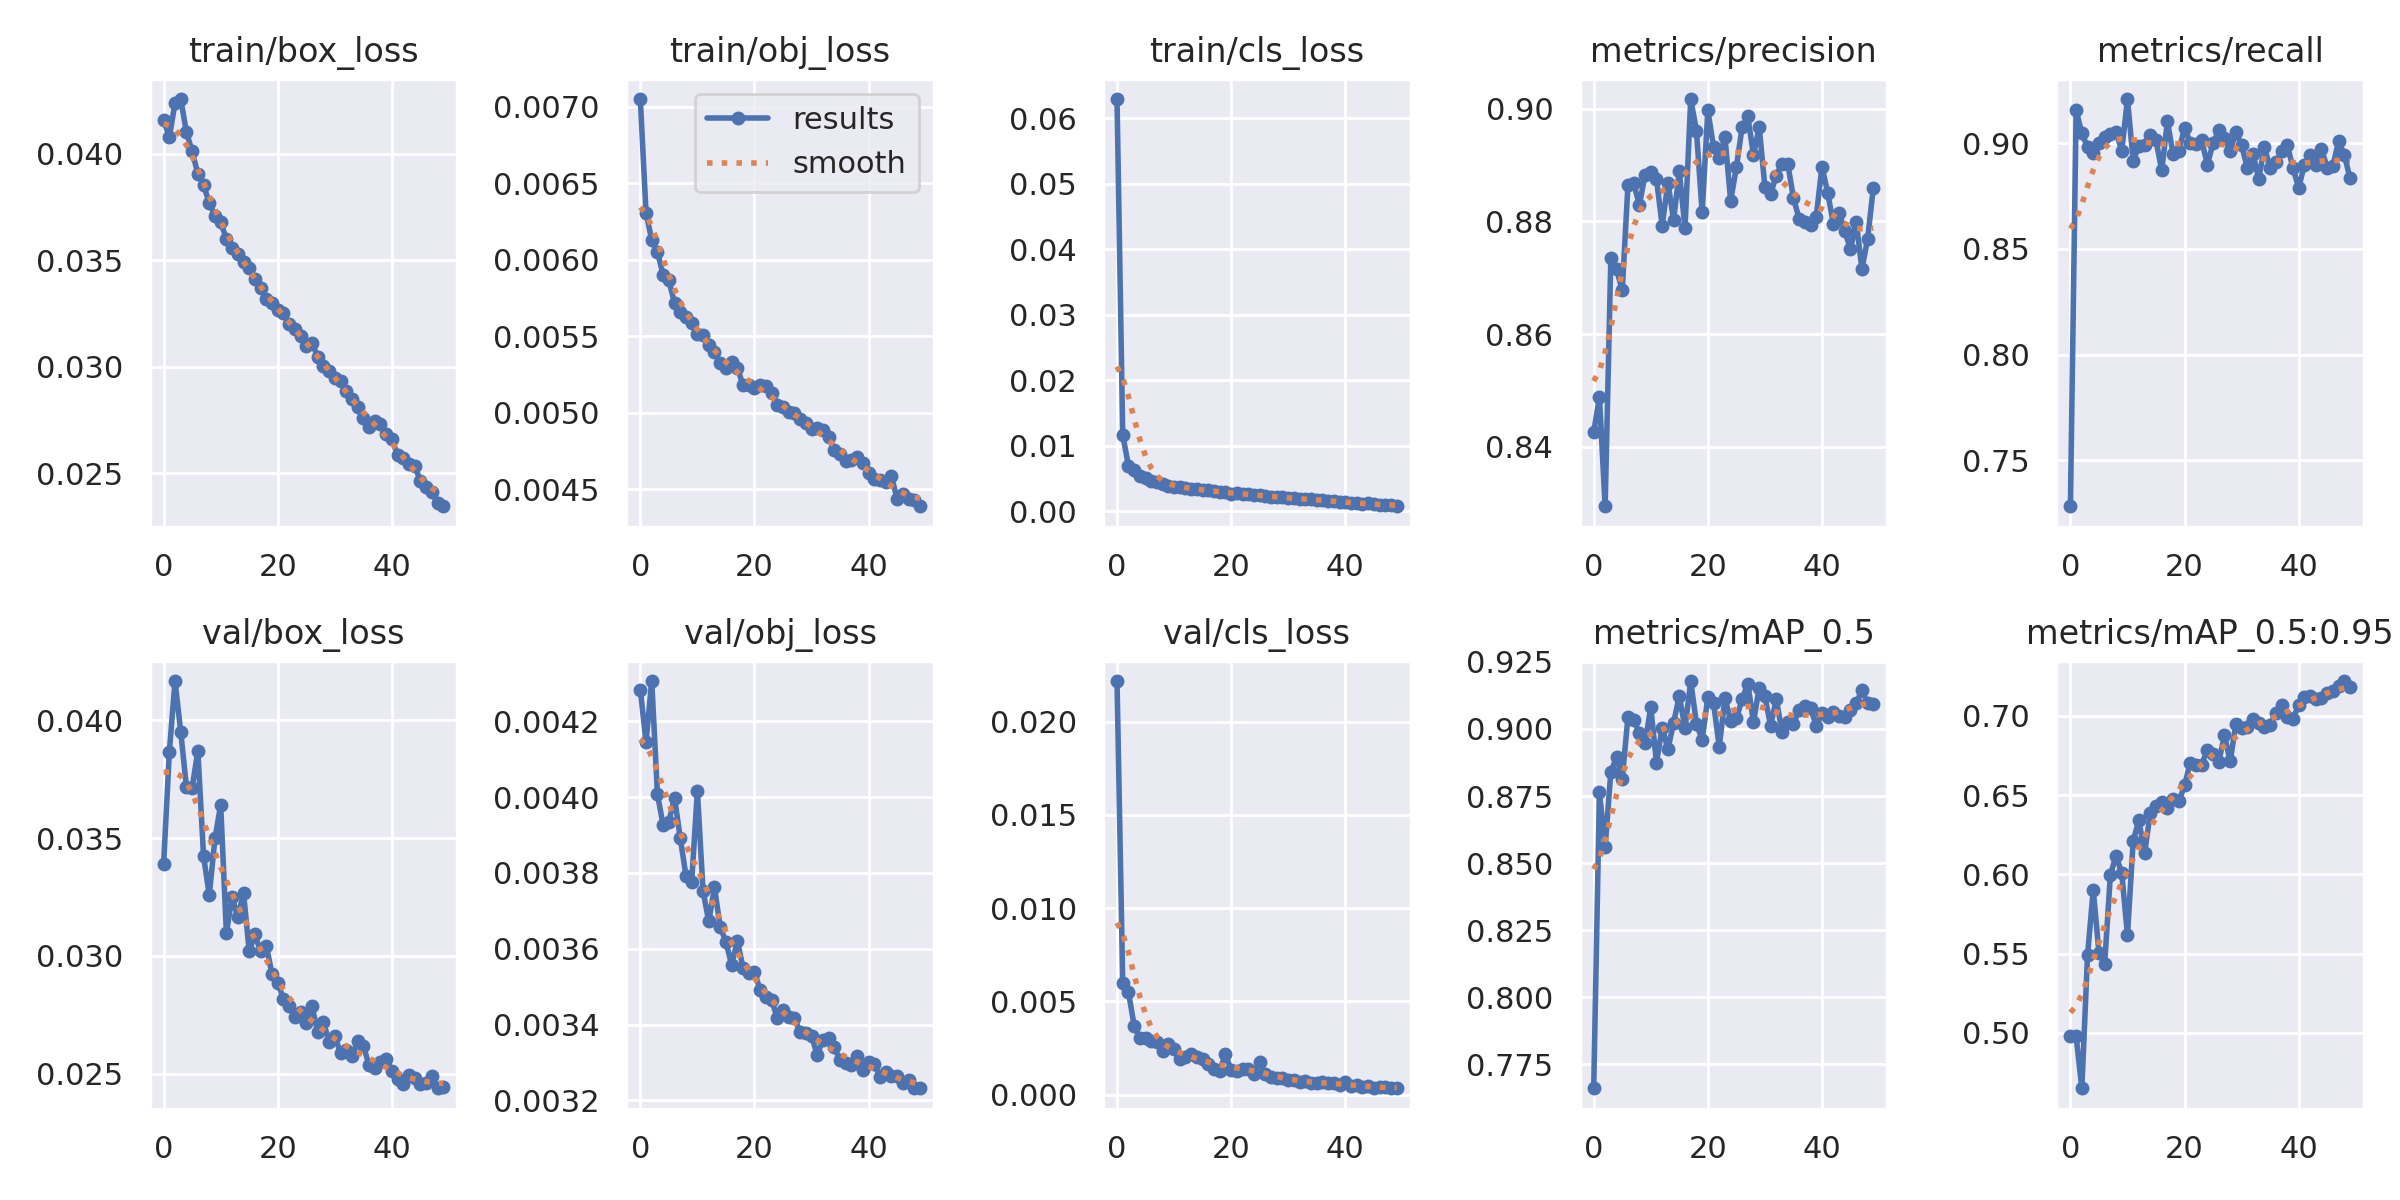 train/box_loss
0.040
0.035
0.030
0.025
0 20 40
train/obj_loss
results
smooth
0.0070
0.0065
0.0060
0.0055
0.0050
0.0045
0 20 40
train/cls_loss
0.06
0.05
0.04
0.03
0.02
0.01
0.00
0 20 40
metrics/precision
0.90
0.88
0.86
0.84
0 20 40
metrics/recall
0.90
0.85
0.80
0.75
0 20 40
val/box_loss
0.040
0.035
0.030
0.025
0 20 40
val/obj_loss
0.0042
0.0040
0.0038
0.0036
0.0034
0.0032
0 20 40
val/cls_loss
0.020
0.015
0.010
0.005
0.000
0 20 40
metrics/mAP_0.5
0.925
0.900
0.875
0.850
0.825
0.800
0.775
0 20 40
metrics/mAP_0.5:0.95
0.70
0.65
0.60
0.55
0.50
0 20 40